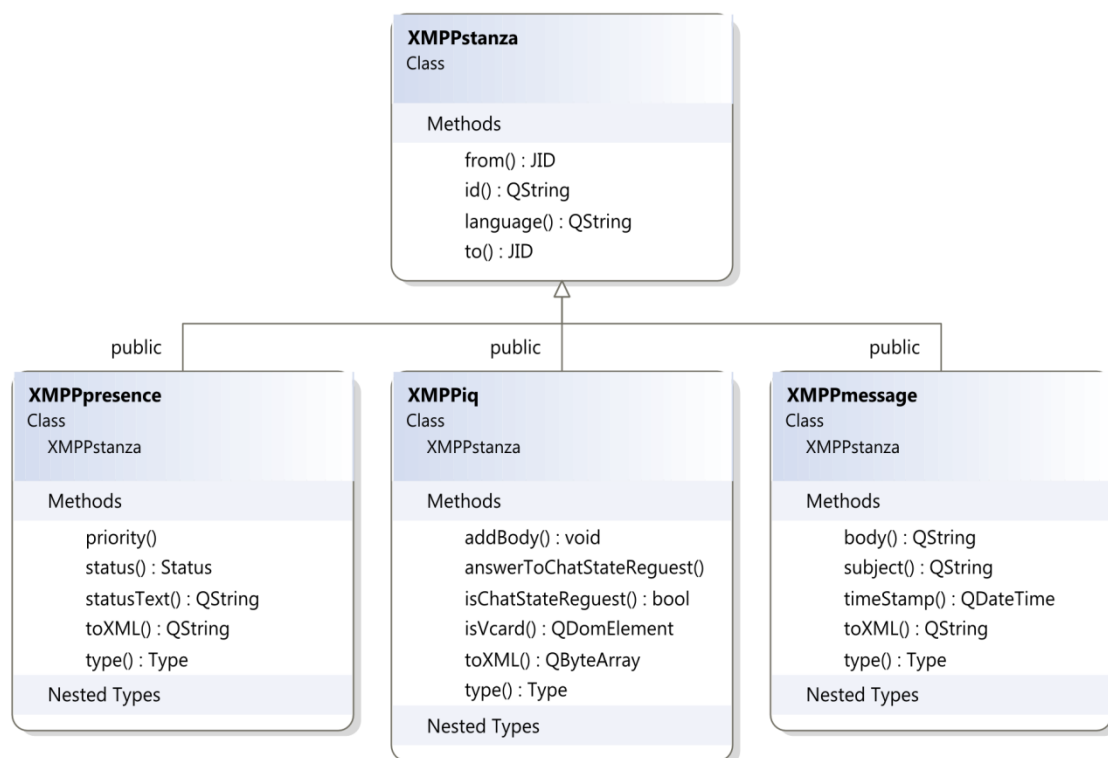 XMPPstanza
Class
Methods
from() : JID
id() : QString
language() : QString
to() : JID
public
public
public
XMPPpresence
Class
XMPPstanza
Methods
priority()
status() : Status
statusText() : QString
toXML() : QString
type() : Type
Nested Types
XMPPiq
Class
XMPPstanza
Methods
addBody() : void
answerToChatStateReguest()
isChatStateReguest() : bool
isVcard() : QDomElement
toXML() : QByteArray
type() : Type
Nested Types
XMPPmessage
Class
XMPPstanza
Methods
body() : QString
subject() : QString
timeStamp() : QDateTime
toXML() : QString
type() : Type
Nested Types